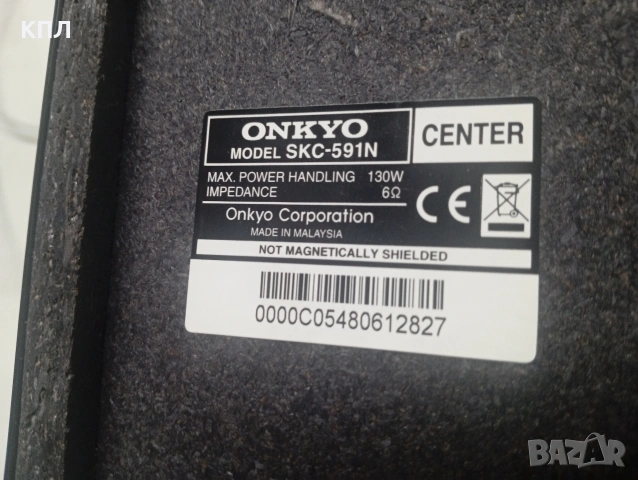 КПЛ
ONKYO
MODEL SKC-591N
CENTER
MAX. POWER HANDLING 130W
IMPEDANCE 6Ω
Onkyo Corporation
MADE IN MALAYSIA
CE
NOT MAGNETICALLY SHIELDED
0000C05480612827
BAZAR